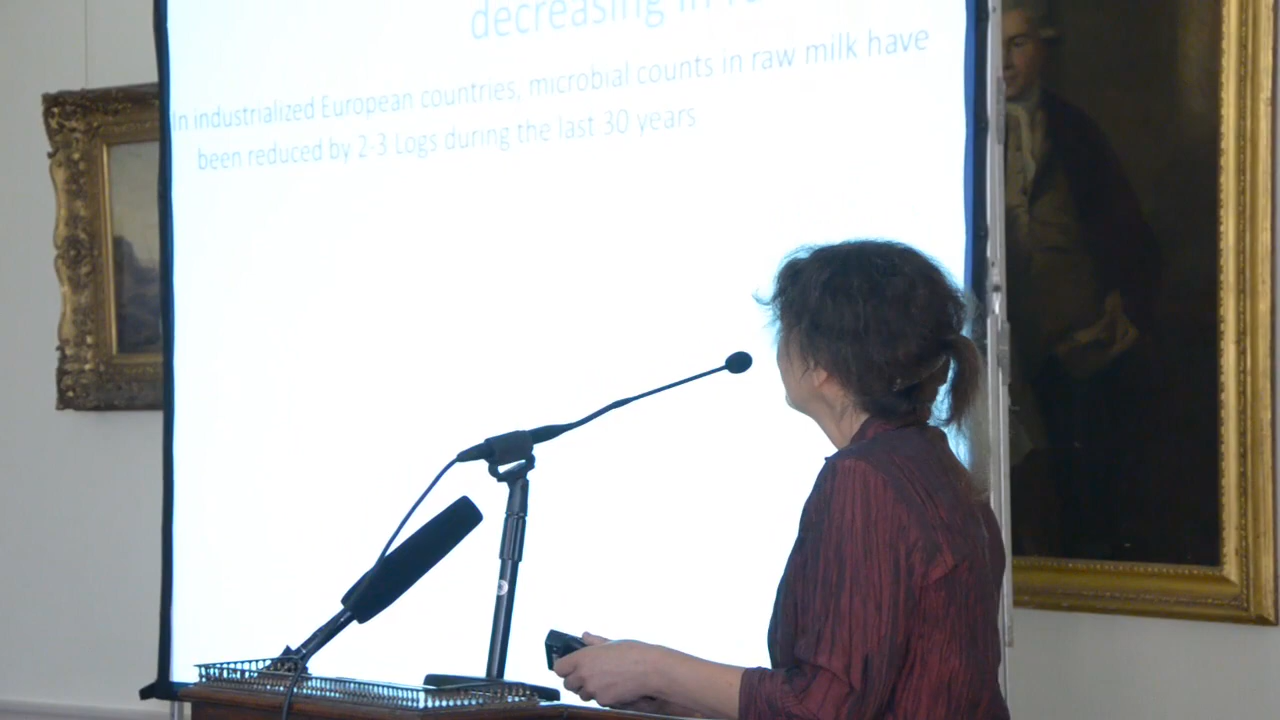 decreasing in
In industrialized European countries, microbial counts in raw milk have
been reduced by 2-3 Logs during the last 30 years